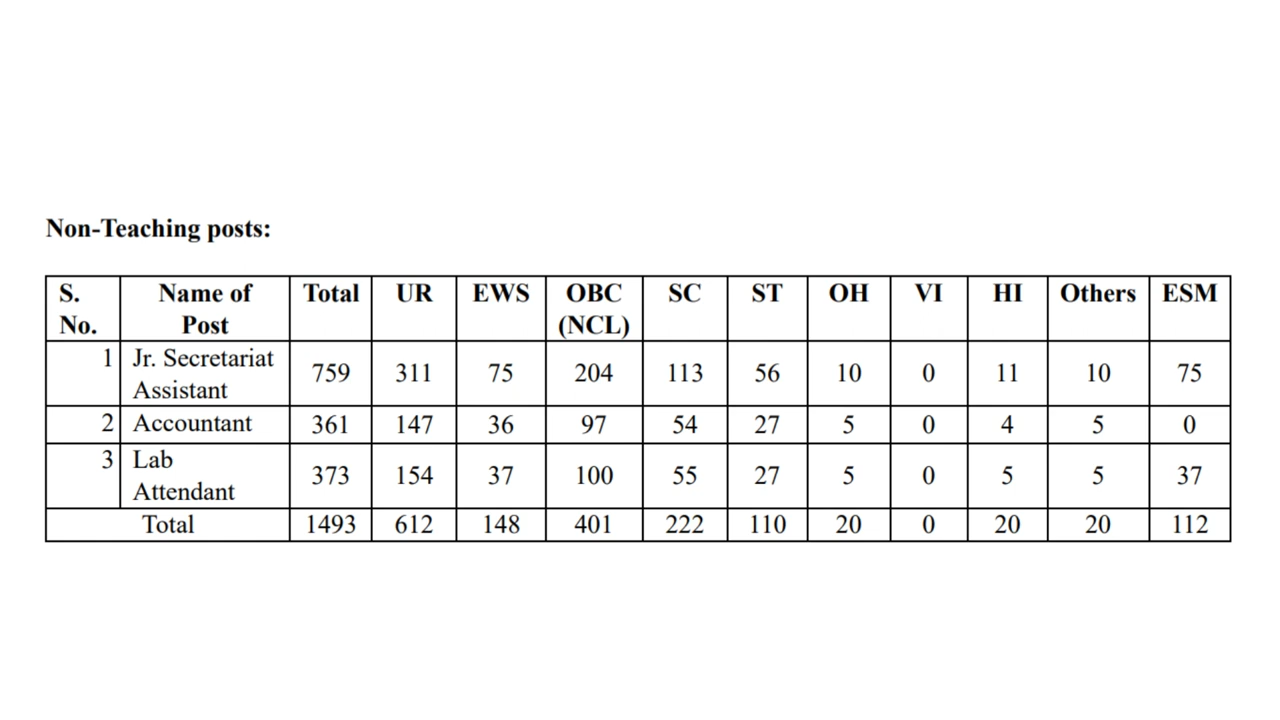 Non-Teaching posts:
S. No. Name of Post Total UR EWS OBC (NCL) SC ST OH VI HI Others ESM
1 Jr. Secretariat Assistant 759 311 75 204 113 56 10 0 11 10 75
2 Accountant 361 147 36 97 54 27 5 0 4 5 0
3 Lab Attendant 373 154 37 100 55 27 5 0 5 5 37
Total 1493 612 148 401 222 110 20 0 20 20 112